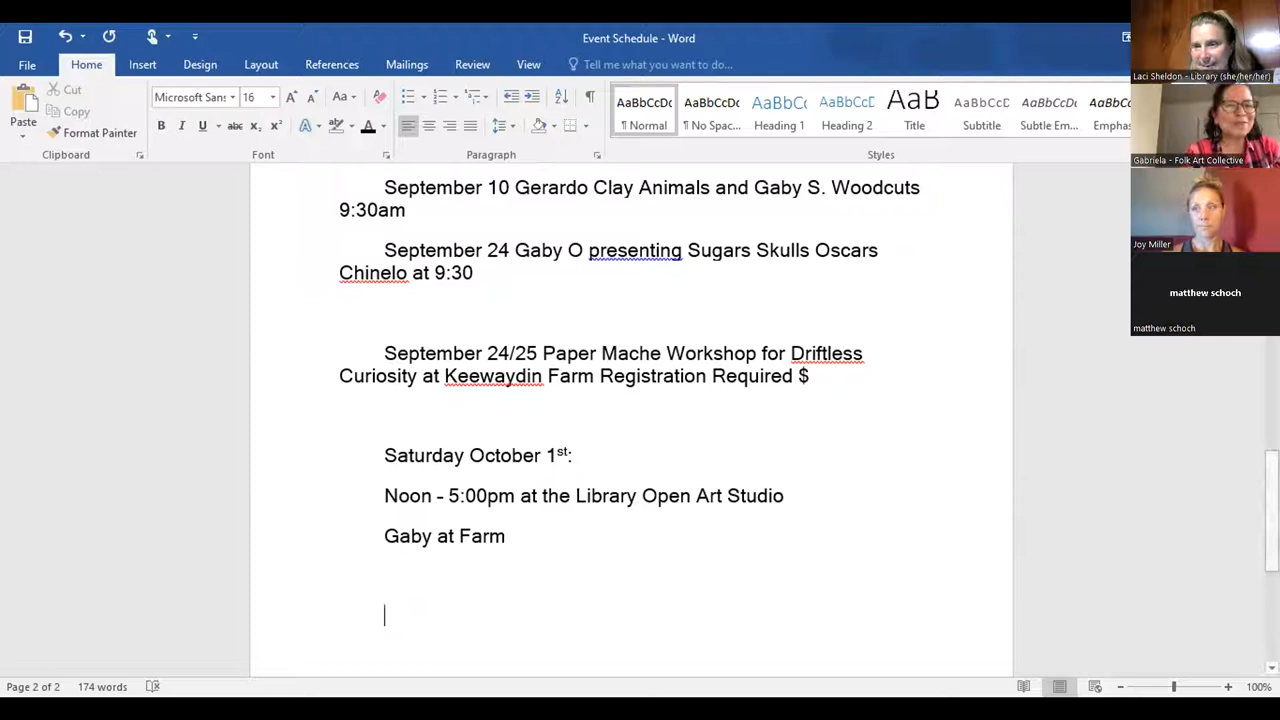 Event Schedule - Word
File Home Insert Design Layout References Mailings Review View Tell me what you want to do...
Paste
Cut
Copy
Format Painter
Clipboard
Microsoft San: 16
Font
Paragraph
AaBbCcDc AaBbCcDc AaBbCc AaBbCcD AaB AaBbCcD AaBbCcDc AaBbCc
¶ Normal ¶ No Spac... Heading 1 Heading 2 Title Subtitle Subtle Em... Emphas
Styles
Laci Sheldon - Library (she/her/her)
Gabriela - Folk Art Collective
Joy Miller
matthew schoch
matthew schoch
September 10 Gerardo Clay Animals and Gaby S. Woodcuts
9:30am
September 24 Gaby O presenting Sugars Skulls Oscars
Chinelo at 9:30
September 24/25 Paper Mache Workshop for Driftless
Curiosity at Keewaydin Farm Registration Required $
Saturday October 1st:
Noon - 5:00pm at the Library Open Art Studio
Gaby at Farm
Page 2 of 2 174 words
100%